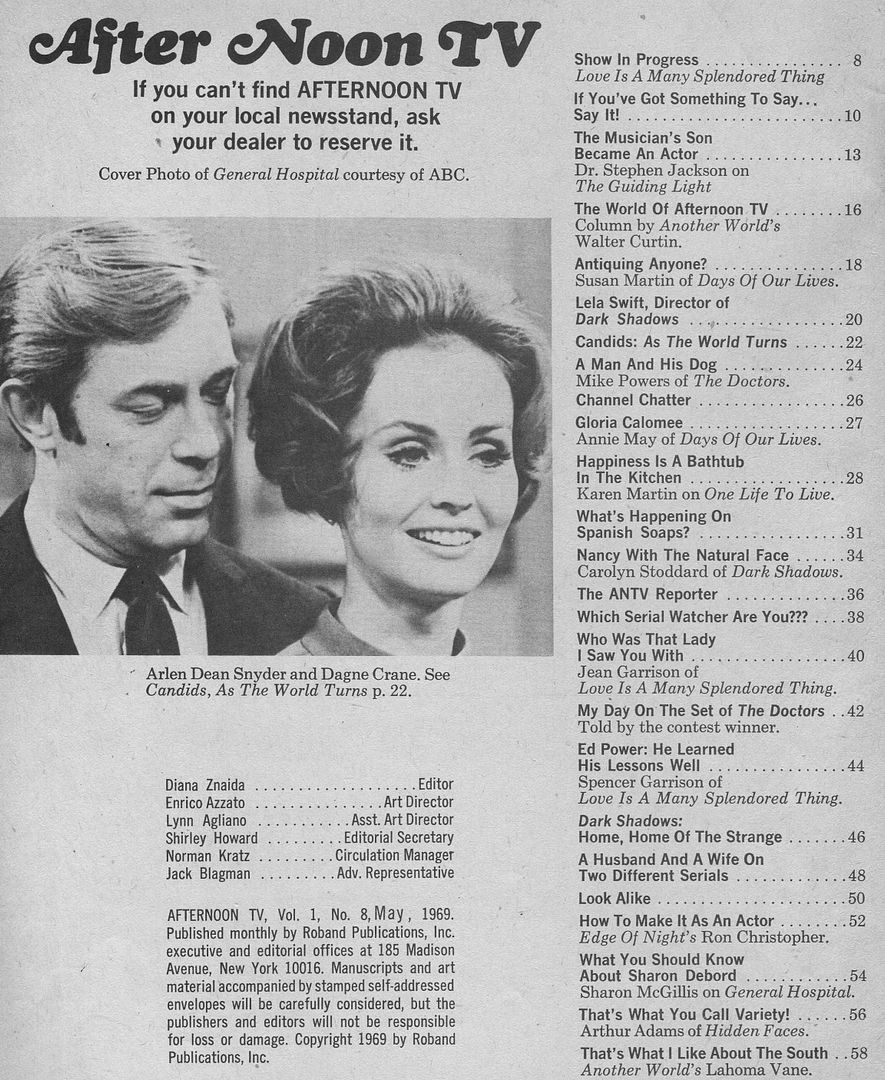 After Noon TV
If you can't find AFTERNOON TV
on your local newsstand, ask
your dealer to reserve it.
Cover Photo of General Hospital courtesy of ABC.
Arlen Dean Snyder and Dagne Crane. See
Candids, As The World Turns p. 22.
Diana Znaida . . . . . . . . . . . . . . . . . . Editor
Enrico Azzato . . . . . . . . . . . . . . Art Director
Lynn Agliano . . . . . . . . . . . Asst. Art Director
Shirley Howard . . . . . . . . . Editorial Secretary
Norman Kratz . . . . . . . . . Circulation Manager
Jack Blagman . . . . . . . . . Adv. Representative
AFTERNOON TV, Vol. 1, No. 8, May, 1969.
Published monthly by Roband Publications, Inc.
executive and editorial offices at 185 Madison
Avenue, New York 10016. Manuscripts and art
material accompanied by stamped self-addressed
envelopes will be carefully considered, but the
publishers and editors will not be responsible
for loss or damage. Copyright 1969 by Roband
Publications, Inc.
Show In Progress . . . . . . . . . . . . . . . . 8
Love Is A Many Splendored Thing
If You've Got Something To Say...
Say It! . . . . . . . . . . . . . . . . . . . . . . . . 10
The Musician's Son
Became An Actor . . . . . . . . . . . . . . . . 13
Dr. Stephen Jackson on
The Guiding Light
The World Of Afternoon TV . . . . . . . . 16
Column by Another World's
Walter Curtin.
Antiquing Anyone? . . . . . . . . . . . . . . . 18
Susan Martin of Days Of Our Lives.
Lela Swift, Director of
Dark Shadows . . . . . . . . . . . . . . . . . . 20
Candids: As The World Turns . . . . . . 22
A Man And His Dog . . . . . . . . . . . . . . 24
Mike Powers of The Doctors.
Channel Chatter . . . . . . . . . . . . . . . . . 26
Gloria Calomee . . . . . . . . . . . . . . . . . . 27
Annie May of Days Of Our Lives.
Happiness Is A Bathtub
In The Kitchen . . . . . . . . . . . . . . . . . . 28
Karen Martin on One Life To Live.
What's Happening On
Spanish Soaps? . . . . . . . . . . . . . . . . . 31
Nancy With The Natural Face . . . . . . 34
Carolyn Stoddard of Dark Shadows.
The ANTV Reporter . . . . . . . . . . . . . . 36
Which Serial Watcher Are You??? . . . . 38
Who Was That Lady
I Saw You With . . . . . . . . . . . . . . . . . . 40
Jean Garrison of
Love Is A Many Splendored Thing.
My Day On The Set of The Doctors . . 42
Told by the contest winner.
Ed Power: He Learned
His Lessons Well . . . . . . . . . . . . . . . . 44
Spencer Garrison of
Love Is A Many Splendored Thing.
Dark Shadows:
Home, Home Of The Strange . . . . . . . 46
A Husband And A Wife On
Two Different Serials . . . . . . . . . . . . . 48
Look Alike . . . . . . . . . . . . . . . . . . . . . . 50
How To Make It As An Actor . . . . . . . . 52
Edge Of Night's Ron Christopher.
What You Should Know
About Sharon Debord . . . . . . . . . . . . 54
Sharon McGillis on General Hospital.
That's What You Call Variety! . . . . . . 56
Arthur Adams of Hidden Faces.
That's What I Like About The South . . 58
Another World's Lahoma Vane.